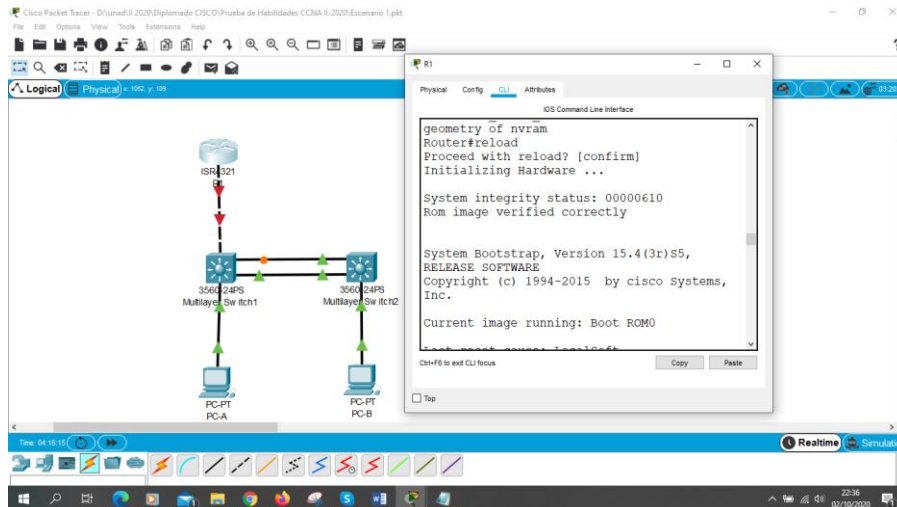 Cisco Packet Tracer - D:\unad\II 2020\Diplomado CISCO\Prueba de Habilidades CCNA II-2020\Escenario 1.pkt
File Edit Options View Tools Extensions Help
Logical
Physical
x: 1052, y: 109
ISR4321
R1
3560-24PS
Multilayer Switch1
3560-24PS
Multilayer Switch2
PC-PT
PC-A
PC-PT
PC-B
R1
Physical Config CLI Attributes
IOS Command Line Interface
geometry of nvram
Router#reload
Proceed with reload? [confirm]
Initializing Hardware ...
System integrity status: 00000610
Rom image verified correctly
System Bootstrap, Version 15.4(3r)S5,
RELEASE SOFTWARE
Copyright (c) 1994-2015 by cisco Systems,
Inc.
Current image running: Boot ROM0
Last reset cause: LocalSoft
Ctrl+F6 to exit CLI focus
Copy
Paste
Top
Time: 04:16:15
Realtime
Simulati
22:36
02/10/2020